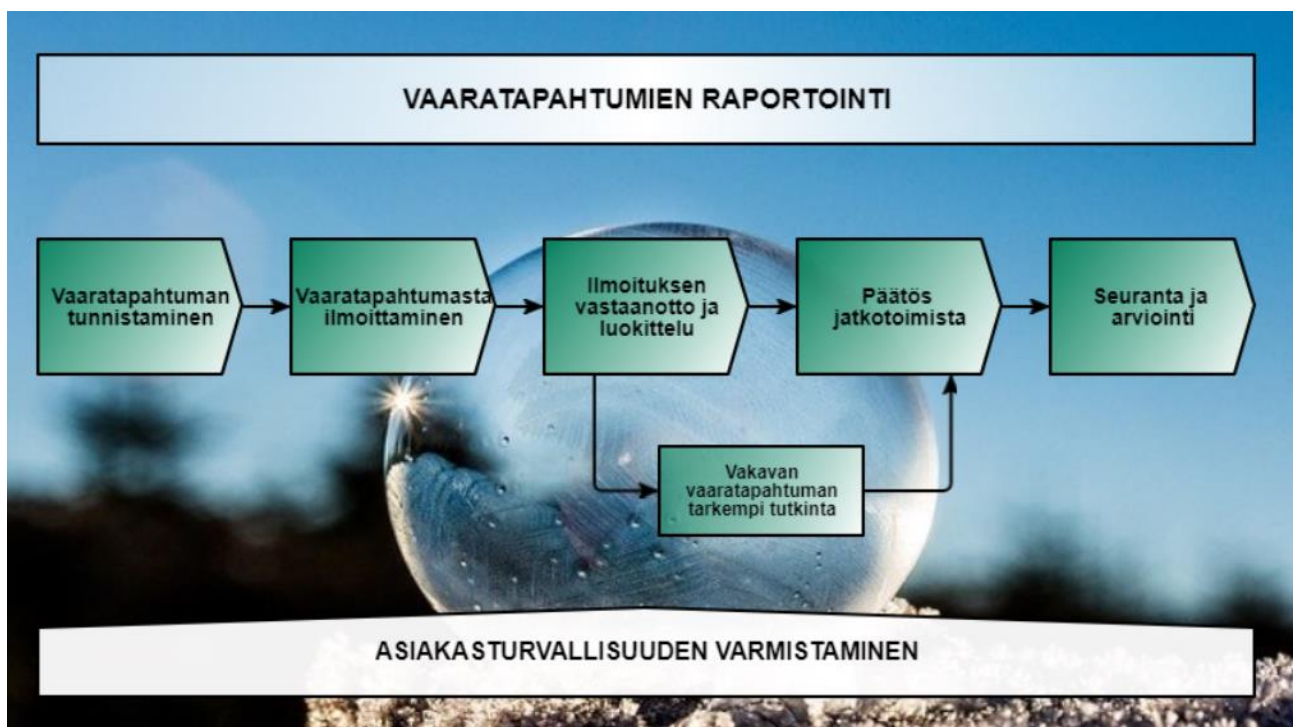 VAARATAPAHTUMIEN RAPORTOINTI
Vaaratapahtuman
tunnistaminen
Vaaratapahtumasta
ilmoittaminen
Ilmoituksen
vastaanotto ja
luokittelu
Päätös
jatkotoimista
Seuranta ja
arviointi
Vakavan
vaaratapahtuman
tarkempi tutkinta
ASIAKASTURVALLISUUDEN VARMISTAMINEN